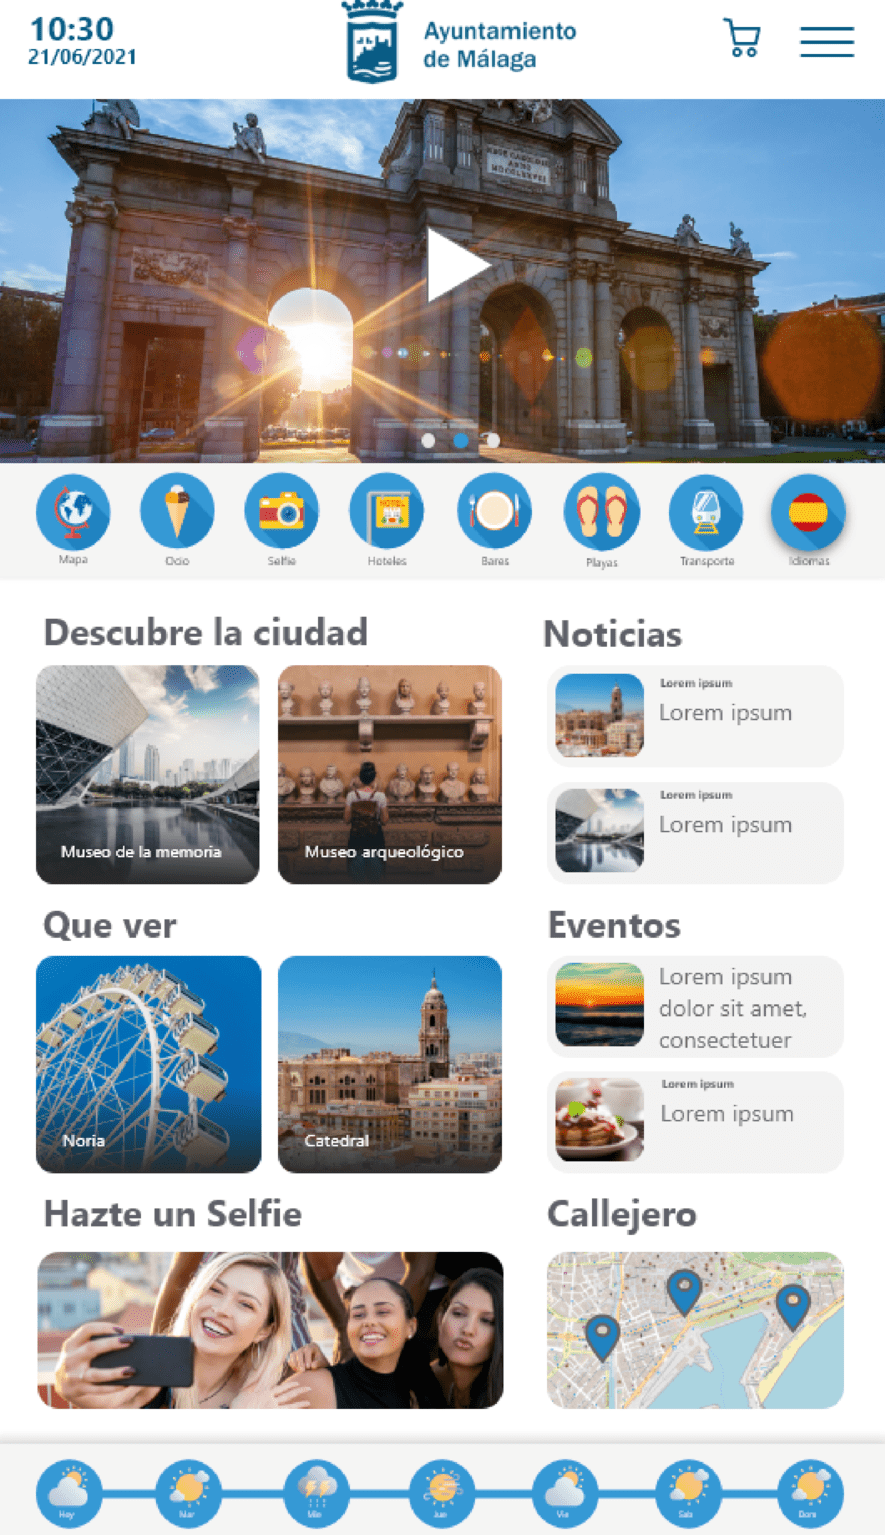 10:30
21/06/2021
Ayuntamiento
de Málaga
Mapa
Ocio
Selfie
Hoteles
Bares
Playas
Transporte
Idiomas
Descubre la ciudad
Noticias
Museo de la memoria
Museo arqueológico
Lorem ipsum
Lorem ipsum
Lorem ipsum
Lorem ipsum
Que ver
Eventos
Noria
Catedral
Lorem ipsum
dolor sit amet,
consectetuer
Lorem ipsum
Lorem ipsum
Hazte un Selfie
Callejero
Hoy
Mar
Mie
Jue
Vie
Sab
Dom